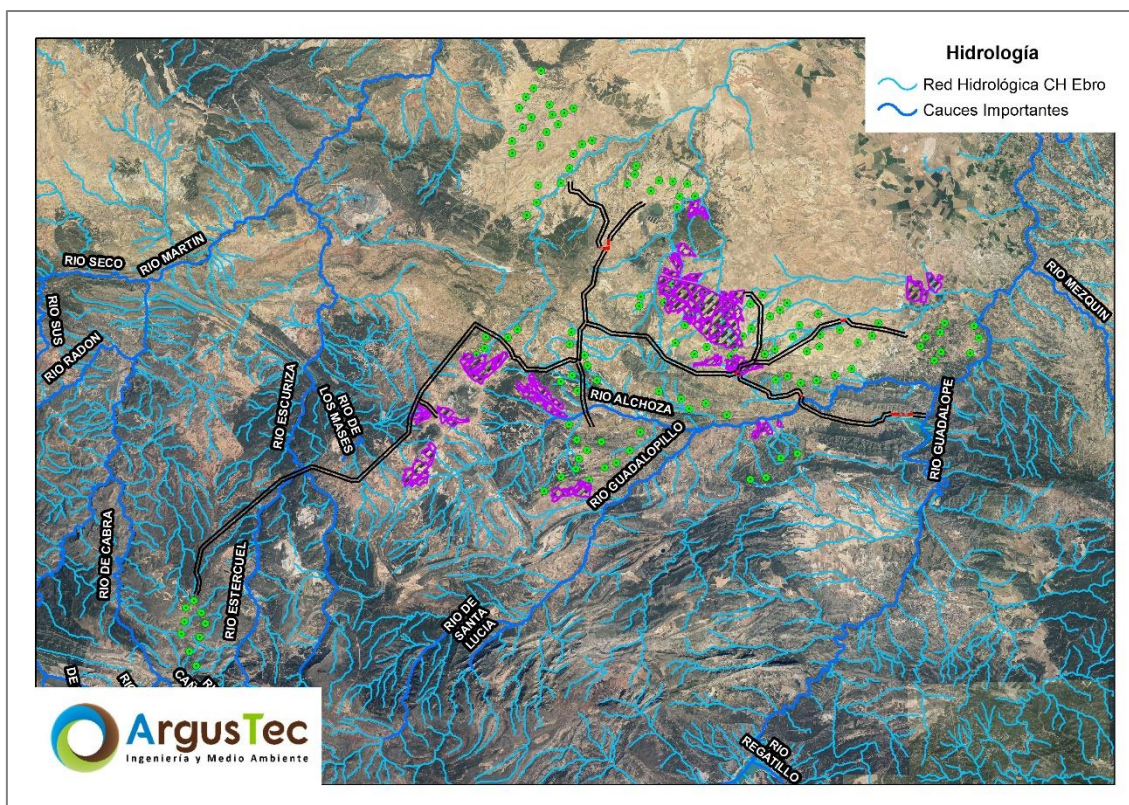 Hidrología
Red Hidrológica CH Ebro
Cauces Importantes
RIO SECO
RIO MARTIN
RIO SUS
RIO RADON
RIO ESCURIZA
RIO DE
LOS MASES
RIO MEZQUIN
RIO ALCHOZA
RIO GUADALOPILLO
RIO GUADALOPE
RIO DE CABRA
RIO ESTERCUEL
RIO DE
SANTA
LUCIA
DE
RIO
REGATILLO
ArgusTec
Ingeniería y Medio Ambiente